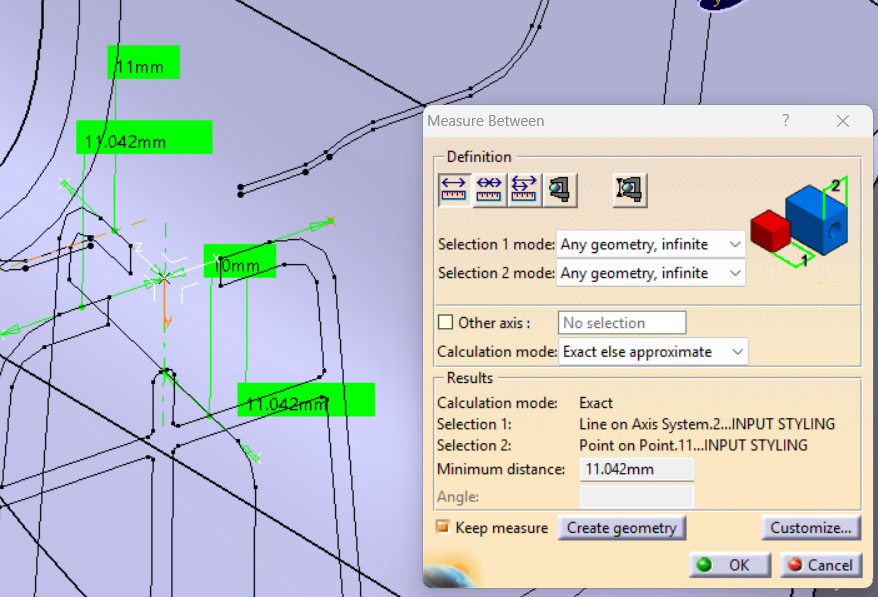 y
11mm
11.042mm
z
x
10mm
y
11.042mm
Measure Between
?
Definition
2
1
Selection 1 mode: Any geometry, infinite
Selection 2 mode: Any geometry, infinite
Other axis : No selection
Calculation mode: Exact else approximate
Results
Calculation mode: Exact
Selection 1: Line on Axis System.2...INPUT STYLING
Selection 2: Point on Point.11...INPUT STYLING
Minimum distance: 11.042mm
Angle:
Keep measure Create geometry Customize...
OK Cancel